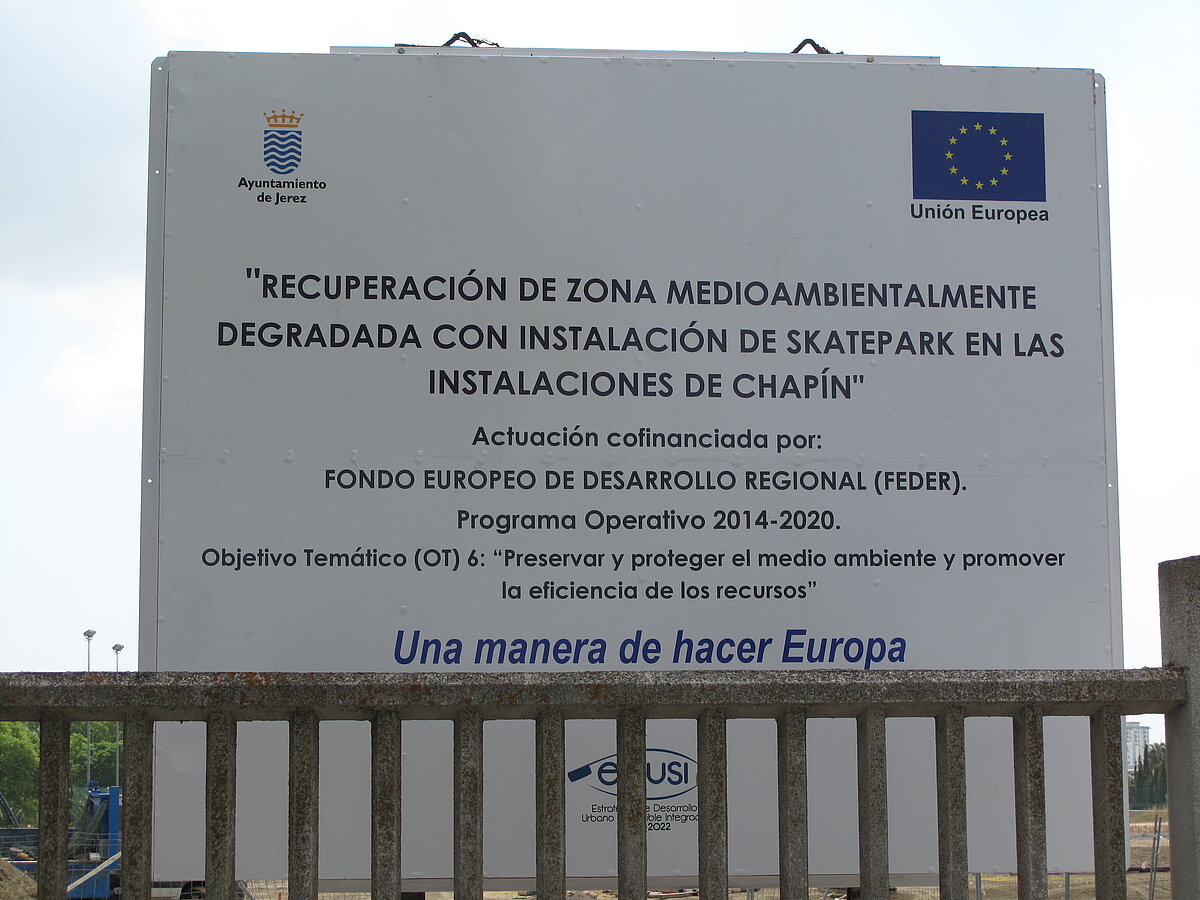 Ayuntamiento
de Jerez
Unión Europea
"RECUPERACIÓN DE ZONA MEDIOAMBIENTALMENTE
DEGRADADA CON INSTALACIÓN DE SKATEPARK EN LAS
INSTALACIONES DE CHAPÍN"
Actuación cofinanciada por:
FONDO EUROPEO DE DESARROLLO REGIONAL (FEDER).
Programa Operativo 2014-2020.
Objetivo Temático (OT) 6: “Preservar y proteger el medio ambiente y promover
la eficiencia de los recursos”
Una manera de hacer Europa
Desarrollo
Urbano
2022